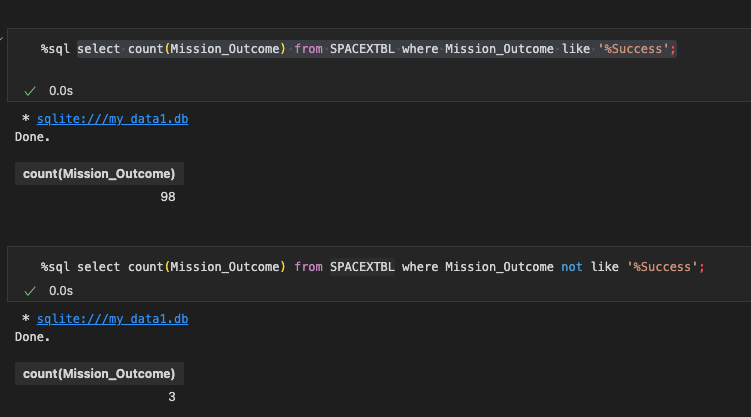 %sql select count(Mission_Outcome) from SPACEXTBL where Mission_Outcome like '%Success';
0.0s
* sqlite:///my_data1.db
Done.
count(Mission_Outcome)
98
%sql select count(Mission_Outcome) from SPACEXTBL where Mission_Outcome not like '%Success';
0.0s
* sqlite:///my_data1.db
Done.
count(Mission_Outcome)
3